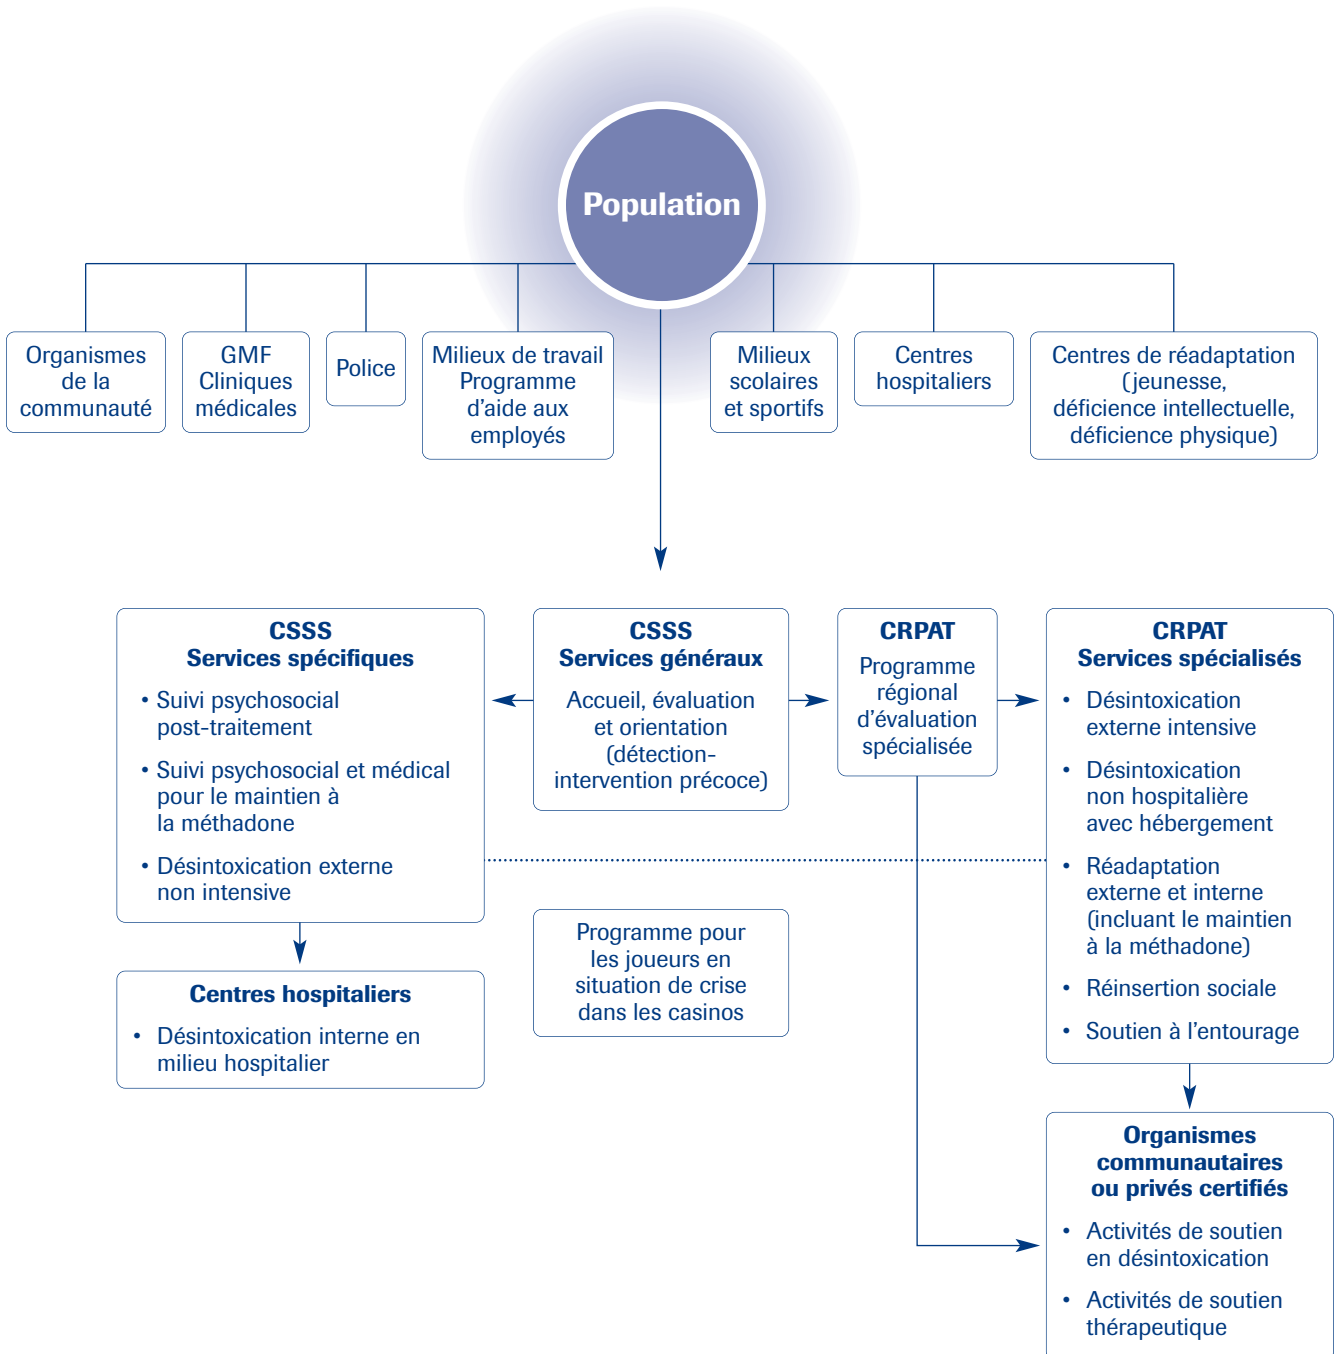 Population
Organismes
de la
communauté
GMF
Cliniques
médicales
Police
Milieux de travail
Programme
d'aide aux
employés
Milieux
scolaires
et sportifs
Centres
hospitaliers
Centres de réadaptation
(jeunesse,
déficience intellectuelle,
déficience physique)
CSSS
Services spécifiques
• Suivi psychosocial
post-traitement
• Suivi psychosocial et médical
pour le maintien à
la méthadone
• Désintoxication externe
non intensive
CSSS
Services généraux
Accueil, évaluation
et orientation
(détection-
intervention précoce)
CRPAT
Programme
régional
d'évaluation
spécialisée
CRPAT
Services spécialisés
• Désintoxication
externe intensive
• Désintoxication
non hospitalière
avec hébergement
• Réadaptation
externe et interne
(incluant le maintien
à la méthadone)
• Réinsertion sociale
• Soutien à l'entourage
Programme pour
les joueurs en
situation de crise
dans les casinos
Centres hospitaliers
• Désintoxication interne en
milieu hospitalier
Organismes
communautaires
ou privés certifiés
• Activités de soutien
en désintoxication
• Activités de soutien
thérapeutique